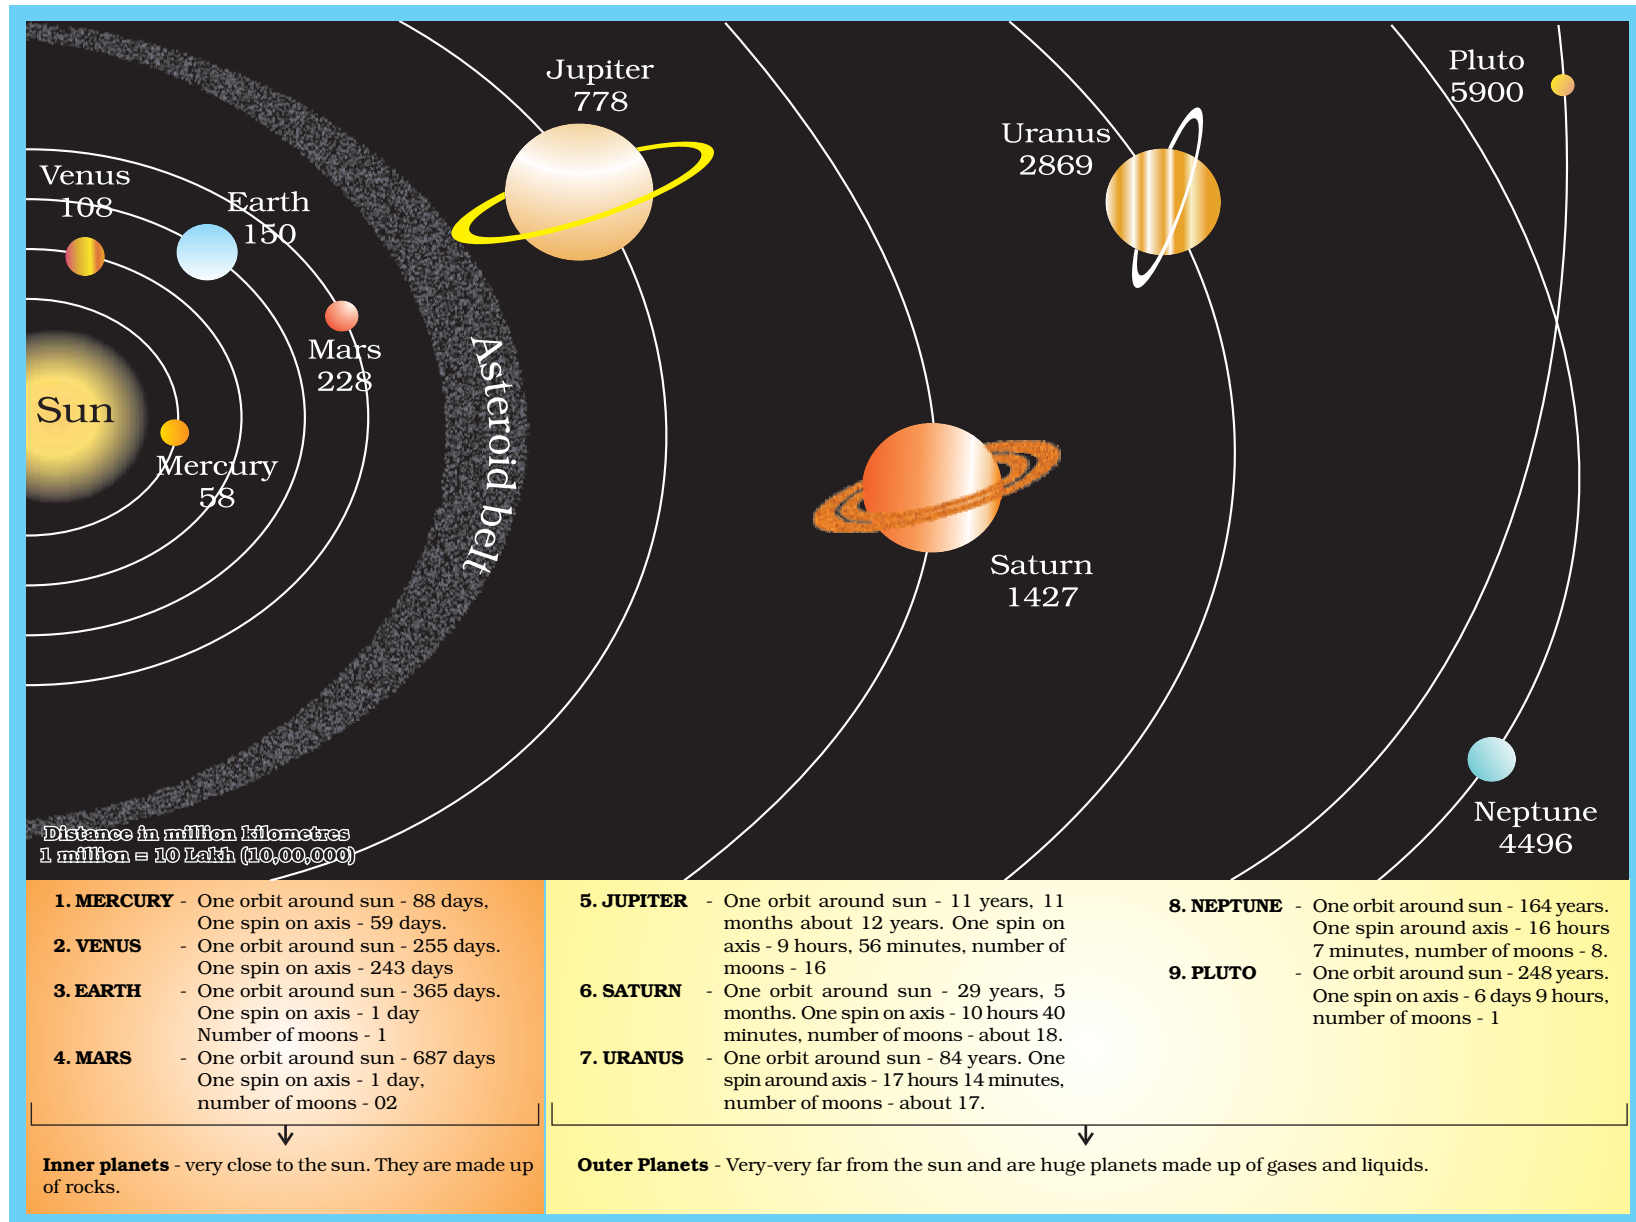 Jupiter
778
Pluto
5900
Uranus
2869
Venus
108
Earth
150
Mars
228
Sun
Mercury
58
Asteroid belt
Saturn
1427
Neptune
4496
Distance in million kilometres
1 million = 10 Lakh (10,00,000)
1. MERCURY - One orbit around sun - 88 days,
One spin on axis - 59 days.
2. VENUS - One orbit around sun - 255 days.
One spin on axis - 243 days
3. EARTH - One orbit around sun - 365 days.
One spin on axis - 1 day
Number of moons - 1
4. MARS - One orbit around sun - 687 days
One spin on axis - 1 day,
number of moons - 02
Inner planets - very close to the sun. They are made up
of rocks.
5. JUPITER - One orbit around sun - 11 years, 11
months about 12 years. One spin on
axis - 9 hours, 56 minutes, number of
moons - 16
6. SATURN - One orbit around sun - 29 years, 5
months. One spin on axis - 10 hours 40
minutes, number of moons - about 18.
7. URANUS - One orbit around sun - 84 years. One
spin around axis - 17 hours 14 minutes,
number of moons - about 17.
8. NEPTUNE - One orbit around sun - 164 years.
One spin around axis - 16 hours
7 minutes, number of moons - 8.
9. PLUTO - One orbit around sun - 248 years.
One spin on axis - 6 days 9 hours,
number of moons - 1
Outer Planets - Very-very far from the sun and are huge planets made up of gases and liquids.